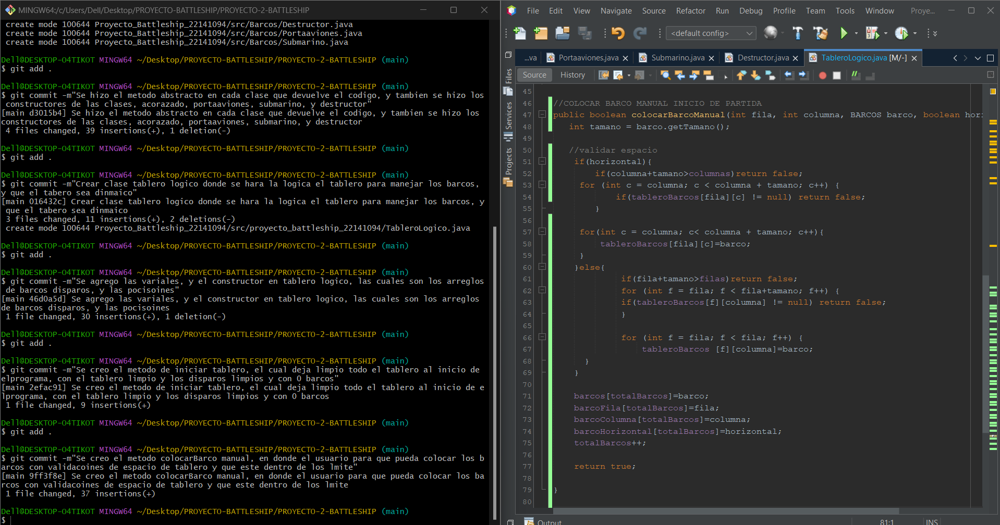 MINGW64:/c/Users/Dell/Desktop/PROYECTO-BATTLESHIP/PROYECTO-2-BATTLESHIP
create mode 100644 Proyecto_Battleship_22141094/src/Barcos/Destructor.java
create mode 100644 Proyecto_Battleship_22141094/src/Barcos/Portaaviones.java
create mode 100644 Proyecto_Battleship_22141094/src/Barcos/Submarino.java
Dell@DESKTOP-O4TIKOT MINGW64 ~/Desktop/PROYECTO-BATTLESHIP/PROYECTO-2-BATTLESHIP (main)
$ git add .
Dell@DESKTOP-O4TIKOT MINGW64 ~/Desktop/PROYECTO-BATTLESHIP/PROYECTO-2-BATTLESHIP (main)
$ git commit -m"Se hizo el metodo abstracto en cada clase que devuelve el codigo, y tambien se hizo los
constructores de las clases, acorazado, portaaviones, submarino, y destructor"
[main d3015b4] Se hizo el metodo abstracto en cada clase que devuelve el codigo, y tambien se hizo los
constructores de las clases, acorazado, portaaviones, submarino, y destructor
4 files changed, 39 insertions(+), 1 deletion(-)
Dell@DESKTOP-O4TIKOT MINGW64 ~/Desktop/PROYECTO-BATTLESHIP/PROYECTO-2-BATTLESHIP (main)
$ git add .
Dell@DESKTOP-O4TIKOT MINGW64 ~/Desktop/PROYECTO-BATTLESHIP/PROYECTO-2-BATTLESHIP (main)
$ git commit -m"Crear clase tablero logico donde se hara la logica el tablero para manejar los barcos,
y que el tabero sea dinmaico"
[main 016432c] Crear clase tablero logico donde se hara la logica el tablero para manejar los barcos, y
que el tabero sea dinmaico
3 files changed, 11 insertions(+), 2 deletions(-)
create mode 100644 Proyecto_Battleship_22141094/src/proyecto_battleship_22141094/TableroLogico.java
Dell@DESKTOP-O4TIKOT MINGW64 ~/Desktop/PROYECTO-BATTLESHIP/PROYECTO-2-BATTLESHIP (main)
$ git add .
Dell@DESKTOP-O4TIKOT MINGW64 ~/Desktop/PROYECTO-BATTLESHIP/PROYECTO-2-BATTLESHIP (main)
$ git commit -m"Se agrego las variales, y el constructor en tablero logico, las cuales son los arreglos
de barcos disparos, y las pocisoines"
[main 46d0a5d] Se agrego las variales, y el constructor en tablero logico, las cuales son los arreglos
de barcos disparos, y las pocisoines
1 file changed, 30 insertions(+), 1 deletion(-)
Dell@DESKTOP-O4TIKOT MINGW64 ~/Desktop/PROYECTO-BATTLESHIP/PROYECTO-2-BATTLESHIP (main)
$ git add .
Dell@DESKTOP-O4TIKOT MINGW64 ~/Desktop/PROYECTO-BATTLESHIP/PROYECTO-2-BATTLESHIP (main)
$ git commit -m"Se creo el metodo de iniciar tablero, el cual deja limpio todo el tablero al inicio de
elprograma, con el tablero limpio y los disparos limpios y con 0 barcos"
[main 2efac91] Se creo el metodo de iniciar tablero, el cual deja limpio todo el tablero al inicio de e
lprograma, con el tablero limpio y los disparos limpios y con 0 barcos
1 file changed, 9 insertions(+)
Dell@DESKTOP-O4TIKOT MINGW64 ~/Desktop/PROYECTO-BATTLESHIP/PROYECTO-2-BATTLESHIP (main)
$ git add .
Dell@DESKTOP-O4TIKOT MINGW64 ~/Desktop/PROYECTO-BATTLESHIP/PROYECTO-2-BATTLESHIP (main)
$ git commit -m"Se creo el metodo colocarBarco manual, en donde el usuario para que pueda colocar los b
arcos con validacoines de espacio de tablero y que este dentro de los lmite"
[main 9ff3f8e] Se creo el metodo colocarBarco manual, en donde el usuario para que pueda colocar los ba
rcos con validacoines de espacio de tablero y que este dentro de los lmite
1 file changed, 37 insertions(+)
Dell@DESKTOP-O4TIKOT MINGW64 ~/Desktop/PROYECTO-BATTLESHIP/PROYECTO-2-BATTLESHIP (main)
$
File Edit View Navigate Source Refactor Run Debug Profile Team Tools Window Proye...
<default config>
...va Portaaviones.java Submarino.java Destructor.java TableroLogico.java [M/-]
Source History
Files
Services
Projects
45
46 //COLOCAR BARCO MANUAL INICIO DE PARTIDA
47 public boolean colocarBarcoManual(int fila, int columna, BARCOS barco, boolean hori
48 int tamano = barco.getTamano();
49
50 //validar espacio
51 if(horizontal){
52 if(columna+tamano>columnas)return false;
53 for (int c = columna; c < columna + tamano; c++) {
54 if(tableroBarcos[fila][c] != null) return false;
55 }
56
57 for(int c = columna; c< columna + tamano; c++){
58 tableroBarcos[fila][c]=barco;
59 }
60 }else{
61 if(fila+tamano>filas)return false;
62 for (int f = fila; f < fila+tamano; f++) {
63 if(tableroBarcos[f][columna] != null) return false;
64 }
65
66 for (int f = fila; f < fila; f++) {
67 tableroBarcos [f][columna]=barco;
68 }
69 }
70
71 barcos[totalBarcos]=barco;
72 barcoFila[totalBarcos]=fila;
73 barcoColumna[totalBarcos]=columna;
74 barcoHorizontal[totalBarcos]=horizontal;
75 totalBarcos++;
76
77 return true;
78
79 }
80
Output
81:1 INS